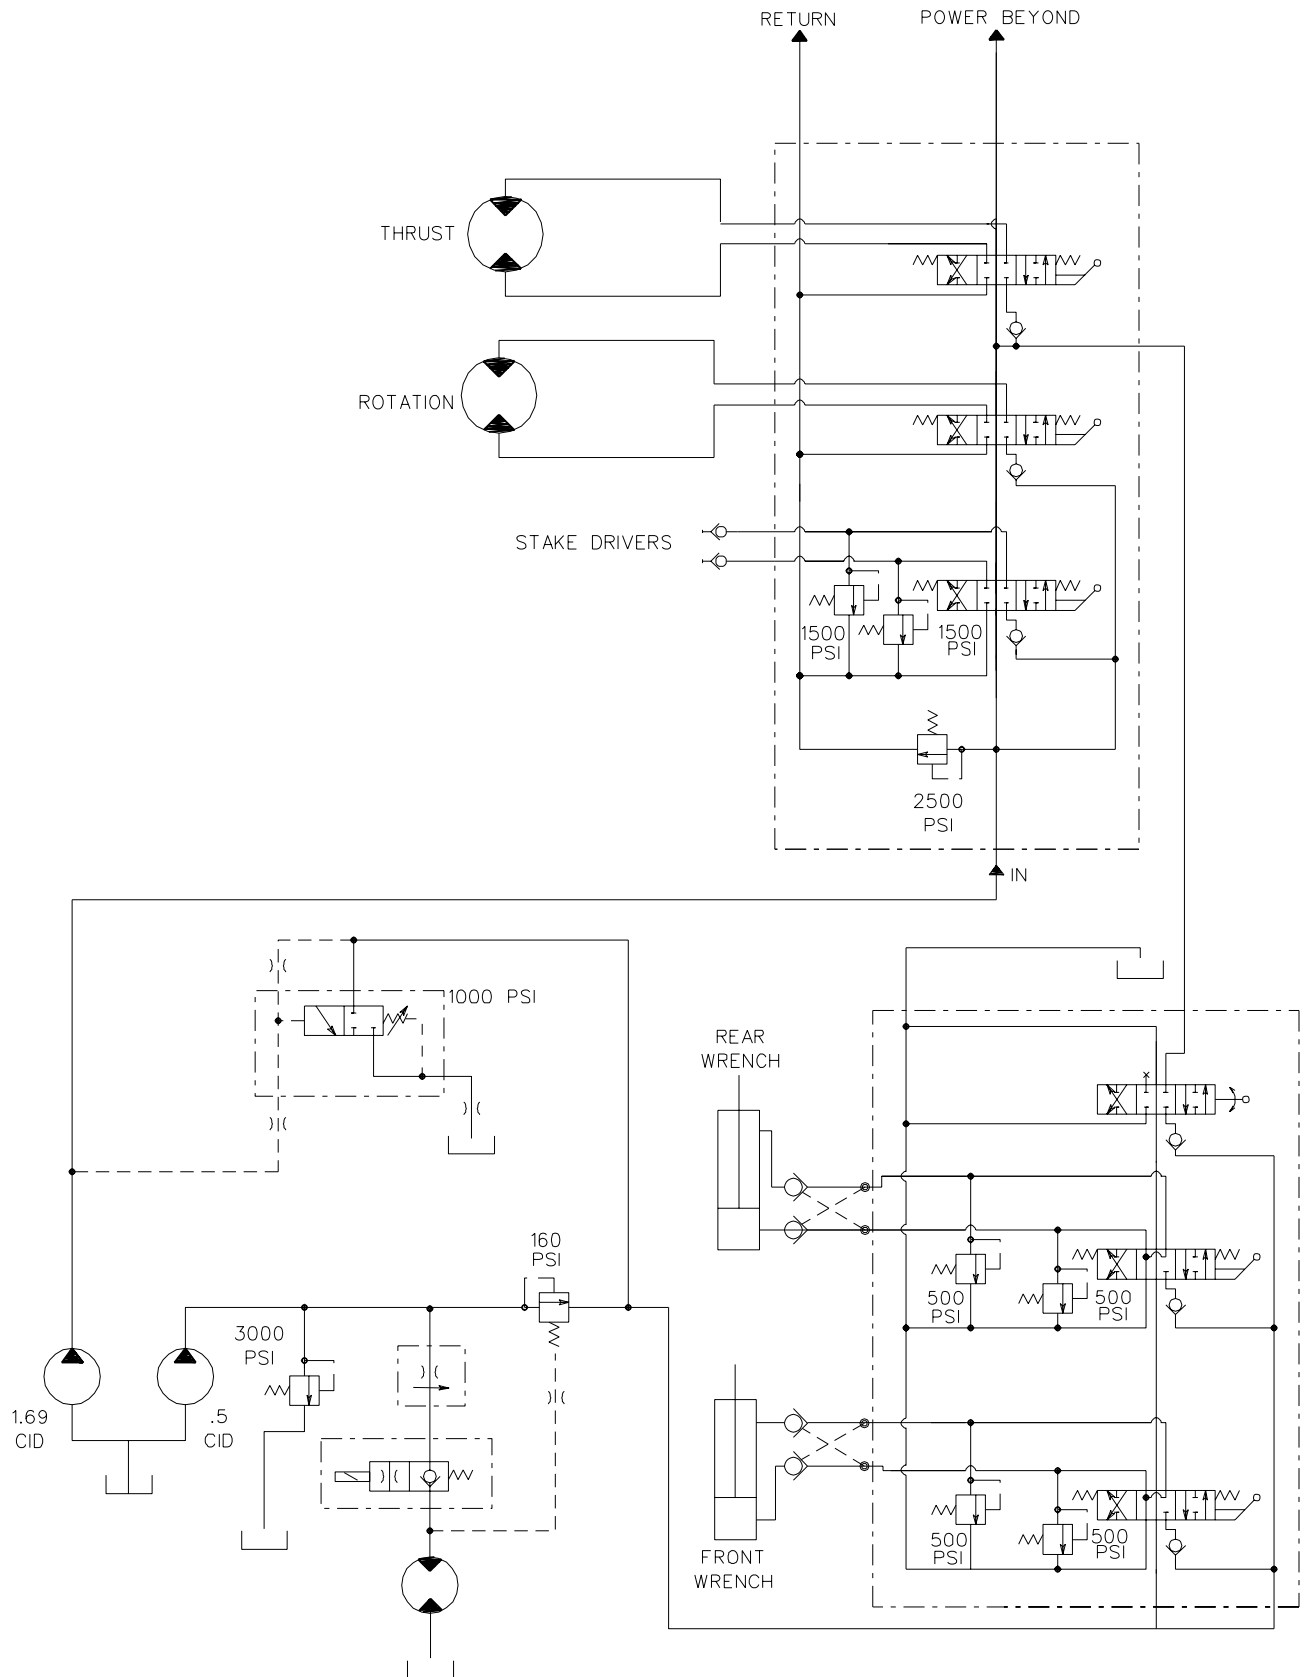 RETURN
POWER BEYOND
THRUST
ROTATION
STAKE DRIVERS
1500
PSI
1500
PSI
2500
PSI
IN
1000 PSI
REAR
WRENCH
160
PSI
500
PSI
500
PSI
3000
PSI
1.69
CID
.5
CID
500
PSI
500
PSI
FRONT
WRENCH